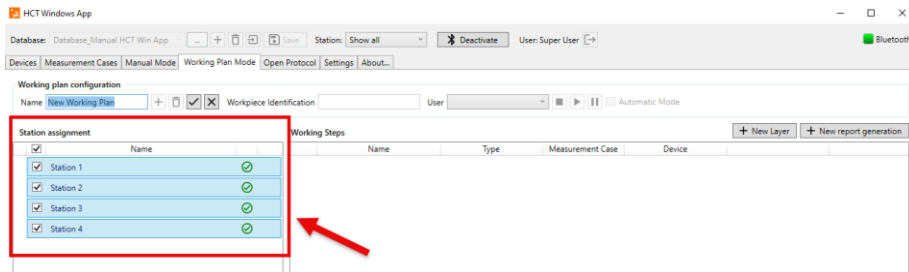 HCT Windows App
Database: Database_Manual HCT Win App ... Save Station: Show all Deactivate User: Super User Bluetooth
Devices Measurement Cases Manual Mode Working Plan Mode Open Protocol Settings About...
Working plan configuration
Name New Working Plan Workpiece Identification User Automatic Mode
Station assignment Working Steps + New Layer + New report generation
Name Name Type Measurement Case Device
Station 1
Station 2
Station 3
Station 4